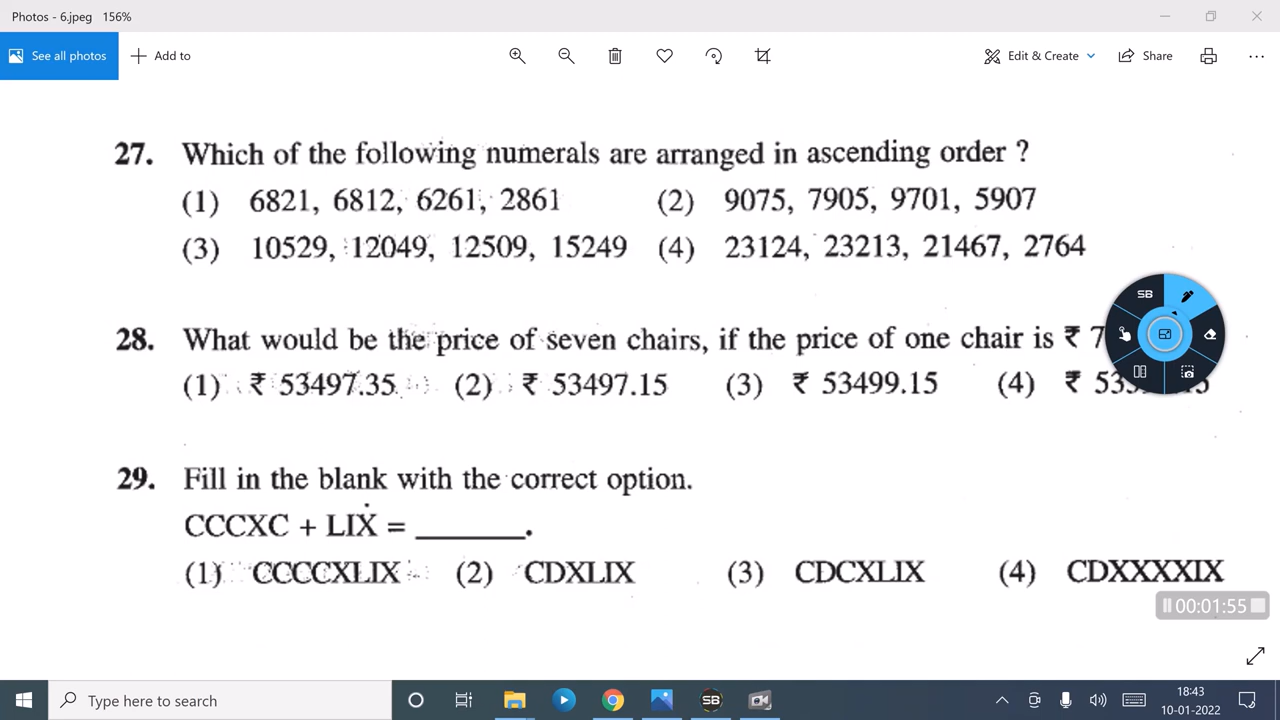 Photos - 6.jpeg 156%
See all photos
Add to
Edit & Create
Share
27. Which of the following numerals are arranged in ascending order ?
(1) 6821, 6812, 6261, 2861 (2) 9075, 7905, 9701, 5907
(3) 10529, 12049, 12509, 15249 (4) 23124, 23213, 21467, 2764
SB
28. What would be the price of seven chairs, if the price of one chair is ₹ 7
(1) ₹ 53497.35 (2) ₹ 53497.15 (3) ₹ 53499.15 (4) ₹
29. Fill in the blank with the correct option.
CCCXC + LIX = ______.
(1) CCCCXLIX (2) CDXLIX (3) CDCXLIX (4) CDXXXXIX
00:01:55
Type here to search
SB
18:43
10-01-2022